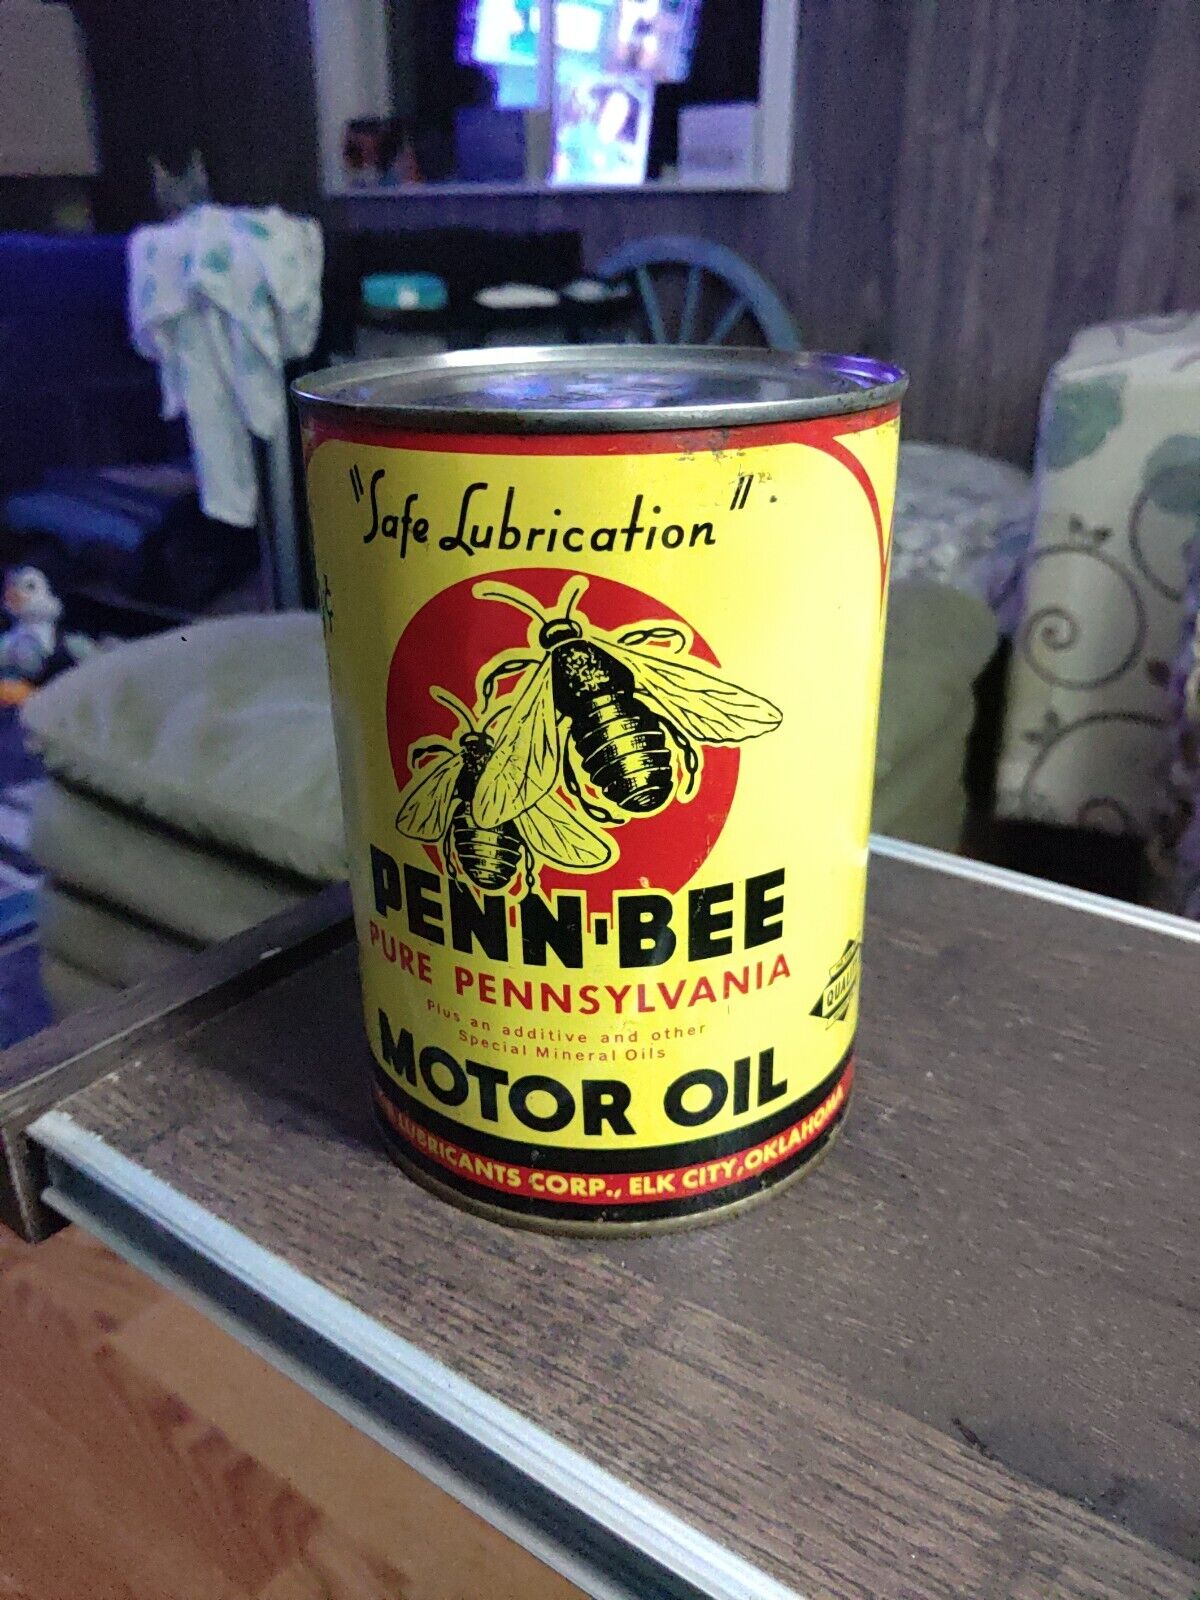 "Safe Lubrication"
PENN-BEE
PURE PENNSYLVANIA
Plus an additive and other
Special Mineral Oils
MOTOR OIL
LUBRICANTS CORP., ELK CITY, OKLAHOMA